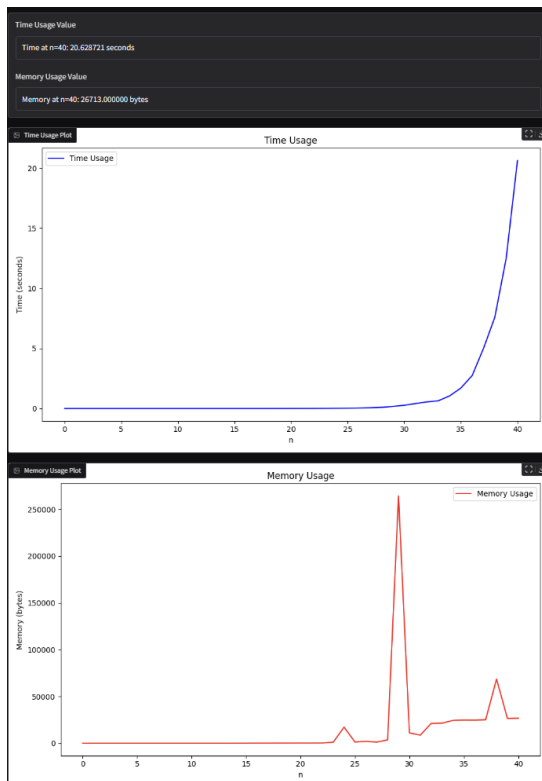 Time Usage Value
Time at n=40: 20.628721 seconds
Memory Usage Value
Memory at n=40: 26713.000000 bytes
Time Usage Plot
Time Usage
Time Usage
20
15
10
5
0
Time (seconds)
0 5 10 15 20 25 30 35 40
n
Memory Usage Plot
Memory Usage
Memory Usage
250000
200000
150000
100000
50000
0
Memory (bytes)
0 5 10 15 20 25 30 35 40
n